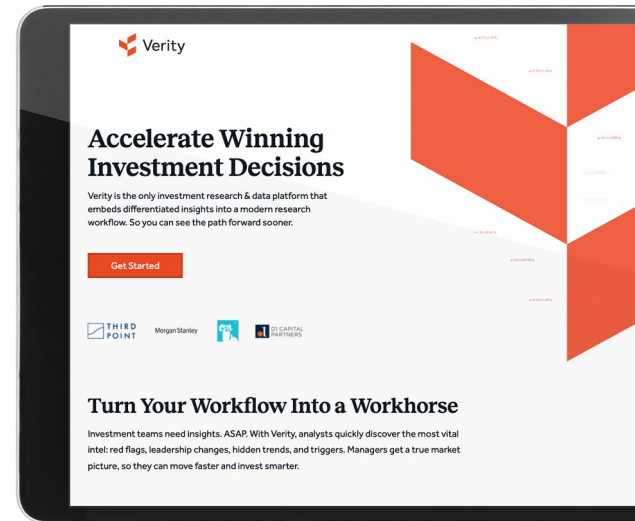 Verity
Accelerate Winning
Investment Decisions
Verity is the only investment research & data platform that
embeds differentiated insights into a modern research
workflow. So you can see the path forward sooner.
Get Started
THIRD
POINT
Morgan Stanley
D1 CAPITAL
PARTNERS
Turn Your Workflow Into a Workhorse
Investment teams need insights. ASAP. With Verity, analysts quickly discover the most vital
intel: red flags, leadership changes, hidden trends, and triggers. Managers get a true market
picture, so they can move faster and invest smarter.